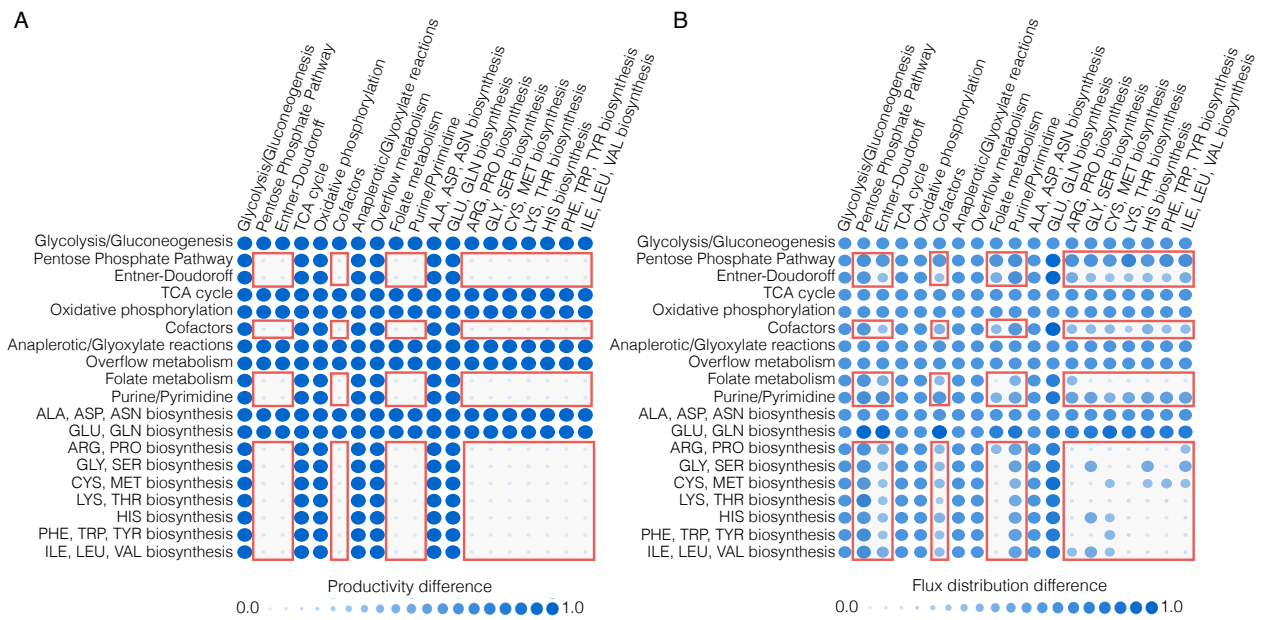 A
Glycolysis/Gluconeogenesis
Pentose Phosphate Pathway
Entner-Doudoroff
TCA cycle
Oxidative phosphorylation
Cofactors
Anaplerotic/Glyoxylate reactions
Overflow metabolism
Folate metabolism
Purine/Pyrimidine
ALA, ASP, ASN biosynthesis
GLU, GLN biosynthesis
ARG, PRO biosynthesis
GLY, SER biosynthesis
CYS, MET biosynthesis
LYS, THR biosynthesis
HIS biosynthesis
PHE, TRP, TYR biosynthesis
ILE, LEU, VAL biosynthesis
Glycolysis/Gluconeogenesis
Pentose Phosphate Pathway
Entner-Doudoroff
TCA cycle
Oxidative phosphorylation
Cofactors
Anaplerotic/Glyoxylate reactions
Overflow metabolism
Folate metabolism
Purine/Pyrimidine
ALA, ASP, ASN biosynthesis
GLU, GLN biosynthesis
ARG, PRO biosynthesis
GLY, SER biosynthesis
CYS, MET biosynthesis
LYS, THR biosynthesis
HIS biosynthesis
PHE, TRP, TYR biosynthesis
ILE, LEU, VAL biosynthesis
Productivity difference
0.0 1.0
B
Glycolysis/Gluconeogenesis
Pentose Phosphate Pathway
Entner-Doudoroff
TCA cycle
Oxidative phosphorylation
Cofactors
Anaplerotic/Glyoxylate reactions
Overflow metabolism
Folate metabolism
Purine/Pyrimidine
ALA, ASP, ASN biosynthesis
GLU, GLN biosynthesis
ARG, PRO biosynthesis
GLY, SER biosynthesis
CYS, MET biosynthesis
LYS, THR biosynthesis
HIS biosynthesis
PHE, TRP, TYR biosynthesis
ILE, LEU, VAL biosynthesis
Glycolysis/Gluconeogenesis
Pentose Phosphate Pathway
Entner-Doudoroff
TCA cycle
Oxidative phosphorylation
Cofactors
Anaplerotic/Glyoxylate reactions
Overflow metabolism
Folate metabolism
Purine/Pyrimidine
ALA, ASP, ASN biosynthesis
GLU, GLN biosynthesis
ARG, PRO biosynthesis
GLY, SER biosynthesis
CYS, MET biosynthesis
LYS, THR biosynthesis
HIS biosynthesis
PHE, TRP, TYR biosynthesis
ILE, LEU, VAL biosynthesis
Flux distribution difference
0.0 1.0